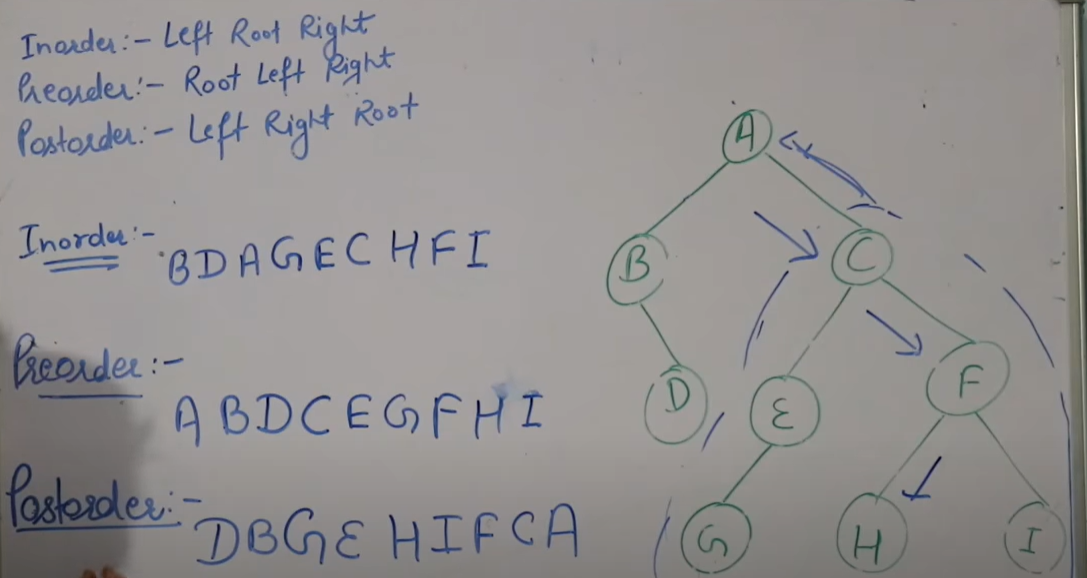 Inorder:- Left Root Right
Preorder:- Root Left Right
Postorder:- Left Right Root
Inorder:-
BDAGECHFI
Preorder:-
ABDCEGFHI
Postorder:-
DBGEHIFCA
A
B
C
D
E
F
G
H
I